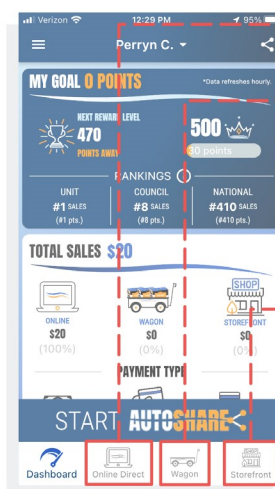 Verizon 12:29 PM 95%
Perryn C.
MY GOAL 0 POINTS
*Data refreshes hourly.
NEXT REWARD LEVEL
470
POINTS AWAY
500
30 points
RANKINGS
UNIT COUNCIL NATIONAL
#1 SALES #8 SALES #410 SALES
(#1 pts.) (#8 pts.) (#410 pts.)
TOTAL SALES $20
SHOP
ONLINE WAGON STOREFRONT
$20 $0 $0
(100%) (0%) (0%)
PAYMENT TYPE
START AUTOSHARE
Dashboard Online Direct Wagon Storefront